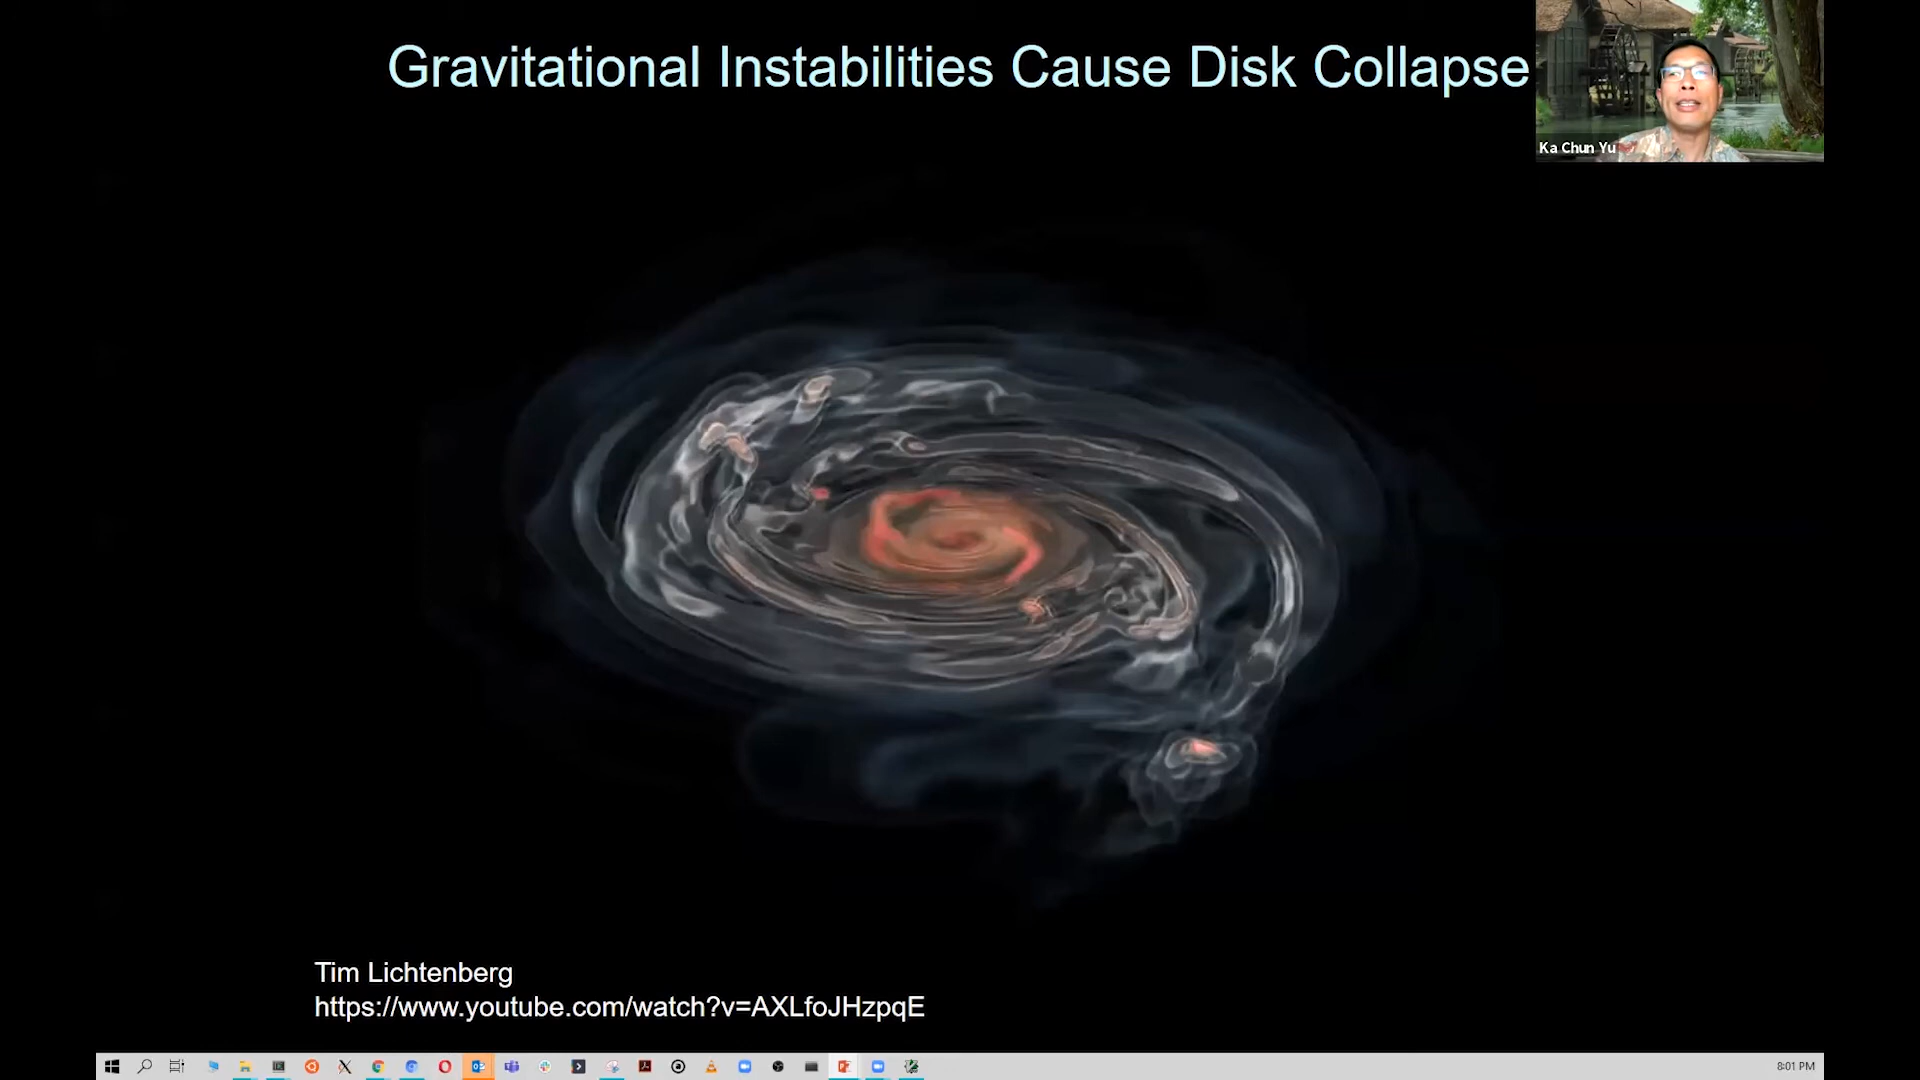 Gravitational Instabilities Cause Disk Collapse
Ka Chun Yu
Tim Lichtenberg
https://www.youtube.com/watch?v=AXLfoJHzpqE
8:01 PM